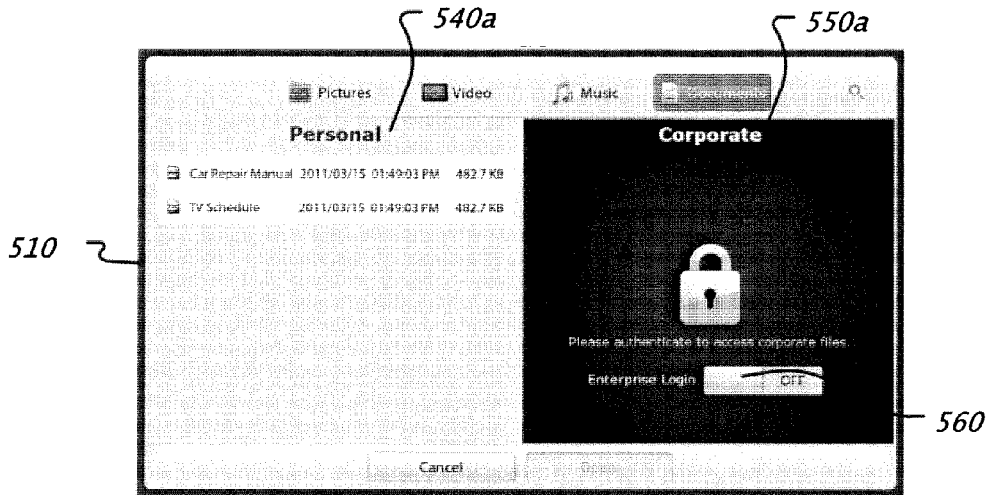 540a
550a
Pictures Video Music Documents
Personal
Corporate
Car Repair Manual 2011/03/15 01:49:03 PM 482.7 KB
TV Schedule 2011/03/15 01:49:03 PM 482.7 KB
510
Please authenticate to access corporate files.
Enterprise Login OFF
560
Cancel